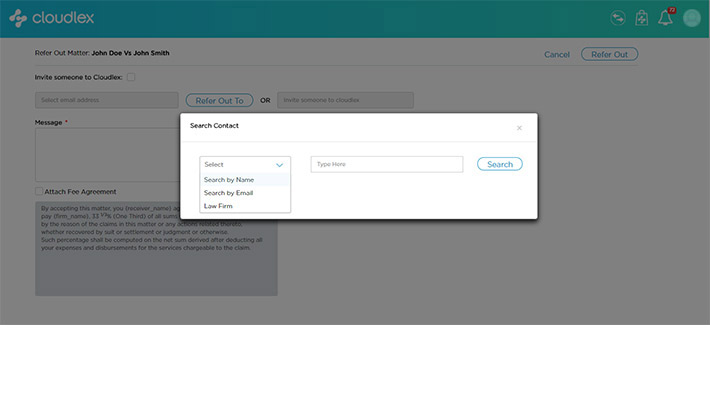 cloudlex
72
Refer Out Matter: John Doe Vs John Smith
Cancel
Refer Out
Invite someone to Cloudlex:
Select email address
Refer Out To
OR
Invite someone to cloudlex
Message *
Search Contact
×
Select
Type Here
Search
Search by Name
Search by Email
Law Firm
Attach Fee Agreement
By accepting this matter, you {receiver_name} ag
pay {firm_name}, 33 % (One Third) of all sums
by the reason of the claims in this matter or any actions related thereto,
whether recovered by suit or settlement or judgment or otherwise.
Such percentage shall be computed on the net sum derived after deducting all
your expenses and disbursements for the services chargeable to the claim.